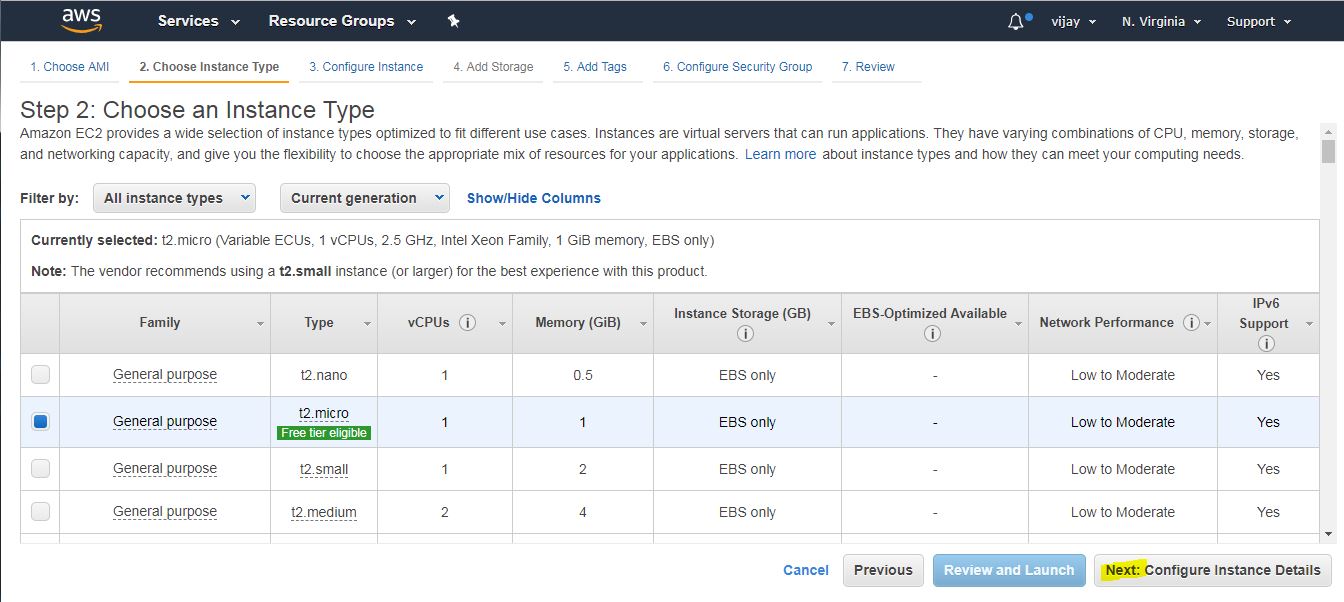 aws Services Resource Groups vijay N. Virginia Support
1. Choose AMI 2. Choose Instance Type 3. Configure Instance 4. Add Storage 5. Add Tags 6. Configure Security Group 7. Review
Step 2: Choose an Instance Type
Amazon EC2 provides a wide selection of instance types optimized to fit different use cases. Instances are virtual servers that can run applications. They have varying combinations of CPU, memory, storage,
and networking capacity, and give you the flexibility to choose the appropriate mix of resources for your applications. Learn more about instance types and how they can meet your computing needs.
Filter by: All instance types Current generation Show/Hide Columns
Currently selected: t2.micro (Variable ECUs, 1 vCPUs, 2.5 GHz, Intel Xeon Family, 1 GiB memory, EBS only)
Note: The vendor recommends using a t2.small instance (or larger) for the best experience with this product.
Family Type vCPUs i Memory (GiB) Instance Storage (GB) i EBS-Optimized Available i Network Performance i IPv6 Support i
General purpose t2.nano 1 0.5 EBS only - Low to Moderate Yes
General purpose t2.micro Free tier eligible 1 1 EBS only - Low to Moderate Yes
General purpose t2.small 1 2 EBS only - Low to Moderate Yes
General purpose t2.medium 2 4 EBS only - Low to Moderate Yes
Cancel Previous Review and Launch Next: Configure Instance Details